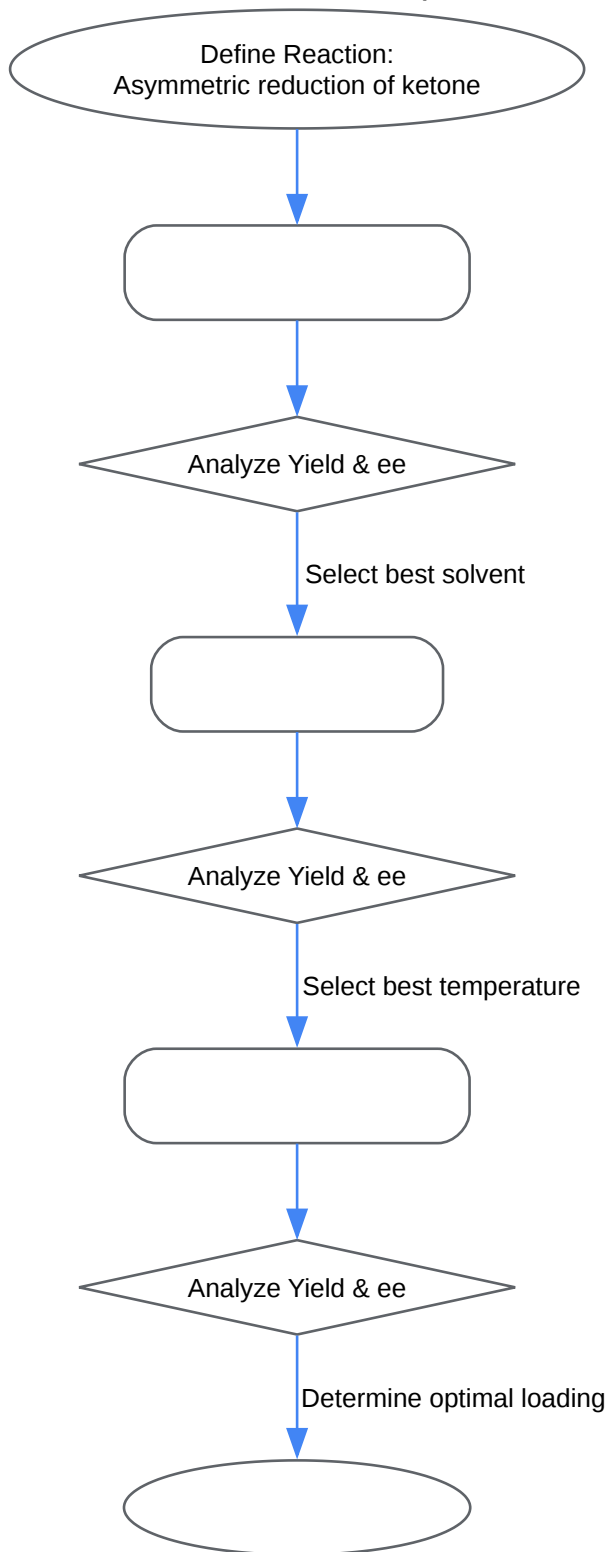 Define Reaction:
Asymmetric reduction of ketone
Analyze Yield & ee
Select best solvent
Analyze Yield & ee
Select best temperature
Analyze Yield & ee
Determine optimal loading